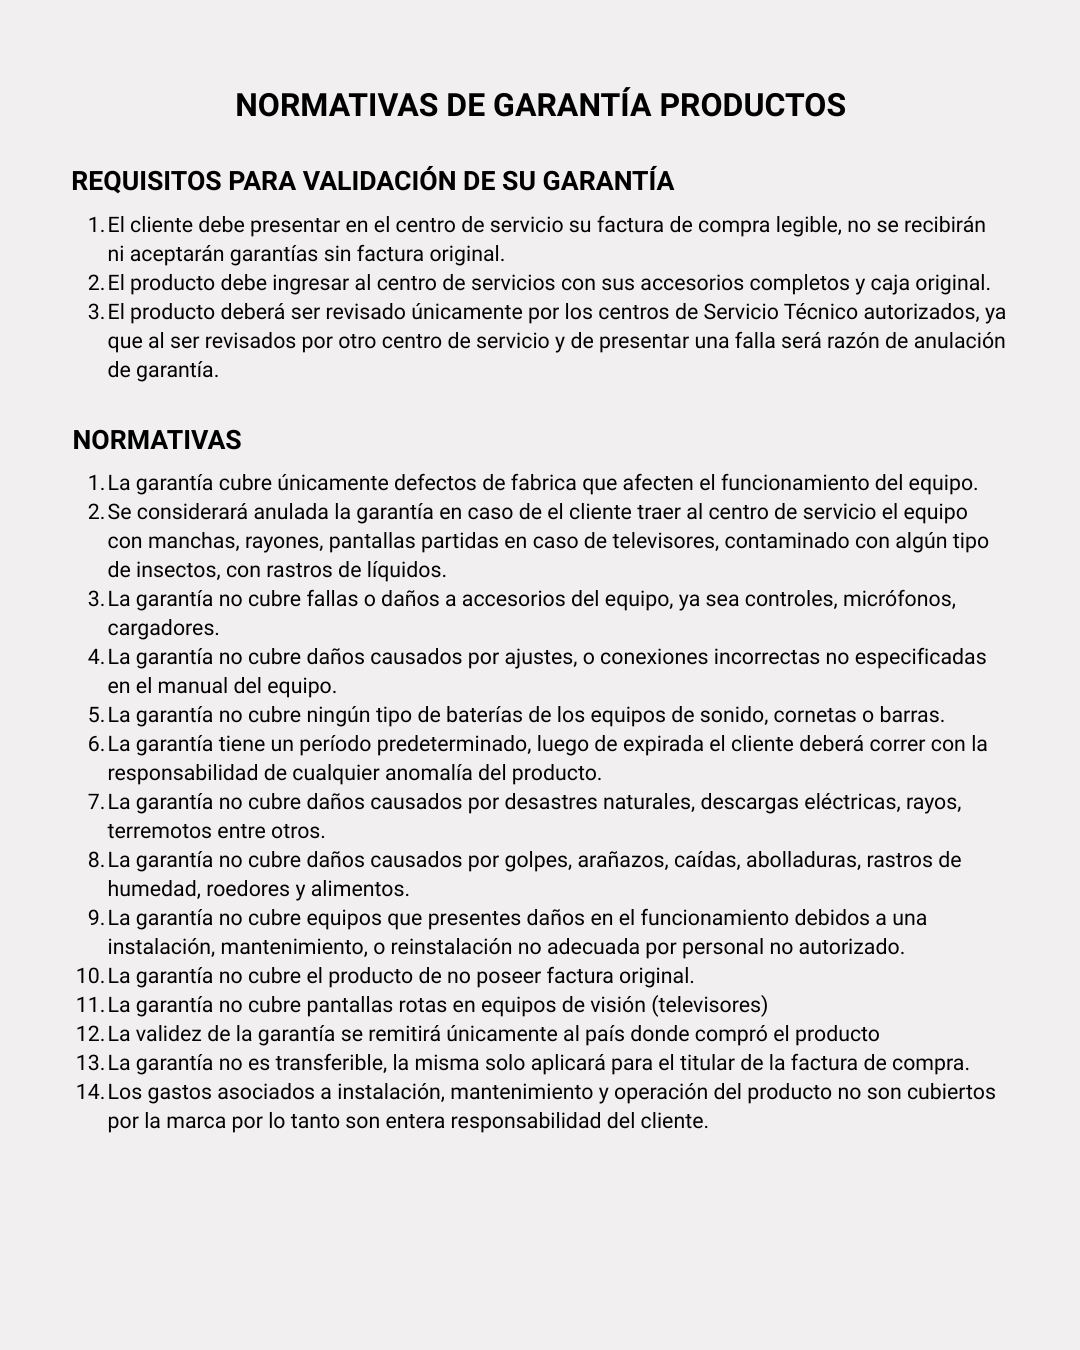 NORMATIVAS DE GARANTÍA PRODUCTOS
REQUISITOS PARA VALIDACIÓN DE SU GARANTÍA
1. El cliente debe presentar en el centro de servicio su factura de compra legible, no se recibirán
ni aceptarán garantías sin factura original.
2. El producto debe ingresar al centro de servicios con sus accesorios completos y caja original.
3. El producto deberá ser revisado únicamente por los centros de Servicio Técnico autorizados, ya
que al ser revisados por otro centro de servicio y de presentar una falla será razón de anulación
de garantía.
NORMATIVAS
1. La garantía cubre únicamente defectos de fabrica que afecten el funcionamiento del equipo.
2. Se considerará anulada la garantía en caso de el cliente traer al centro de servicio el equipo
con manchas, rayones, pantallas partidas en caso de televisores, contaminado con algún tipo
de insectos, con rastros de líquidos.
3. La garantía no cubre fallas o daños a accesorios del equipo, ya sea controles, micrófonos,
cargadores.
4. La garantía no cubre daños causados por ajustes, o conexiones incorrectas no especificadas
en el manual del equipo.
5. La garantía no cubre ningún tipo de baterías de los equipos de sonido, cornetas o barras.
6. La garantía tiene un período predeterminado, luego de expirada el cliente deberá correr con la
responsabilidad de cualquier anomalía del producto.
7. La garantía no cubre daños causados por desastres naturales, descargas eléctricas, rayos,
terremotos entre otros.
8. La garantía no cubre daños causados por golpes, arañazos, caídas, abolladuras, rastros de
humedad, roedores y alimentos.
9. La garantía no cubre equipos que presentes daños en el funcionamiento debidos a una
instalación, mantenimiento, o reinstalación no adecuada por personal no autorizado.
10. La garantía no cubre el producto de no poseer factura original.
11. La garantía no cubre pantallas rotas en equipos de visión (televisores)
12. La validez de la garantía se remitirá únicamente al país donde compró el producto
13. La garantía no es transferible, la misma solo aplicará para el titular de la factura de compra.
14. Los gastos asociados a instalación, mantenimiento y operación del producto no son cubiertos
por la marca por lo tanto son entera responsabilidad del cliente.